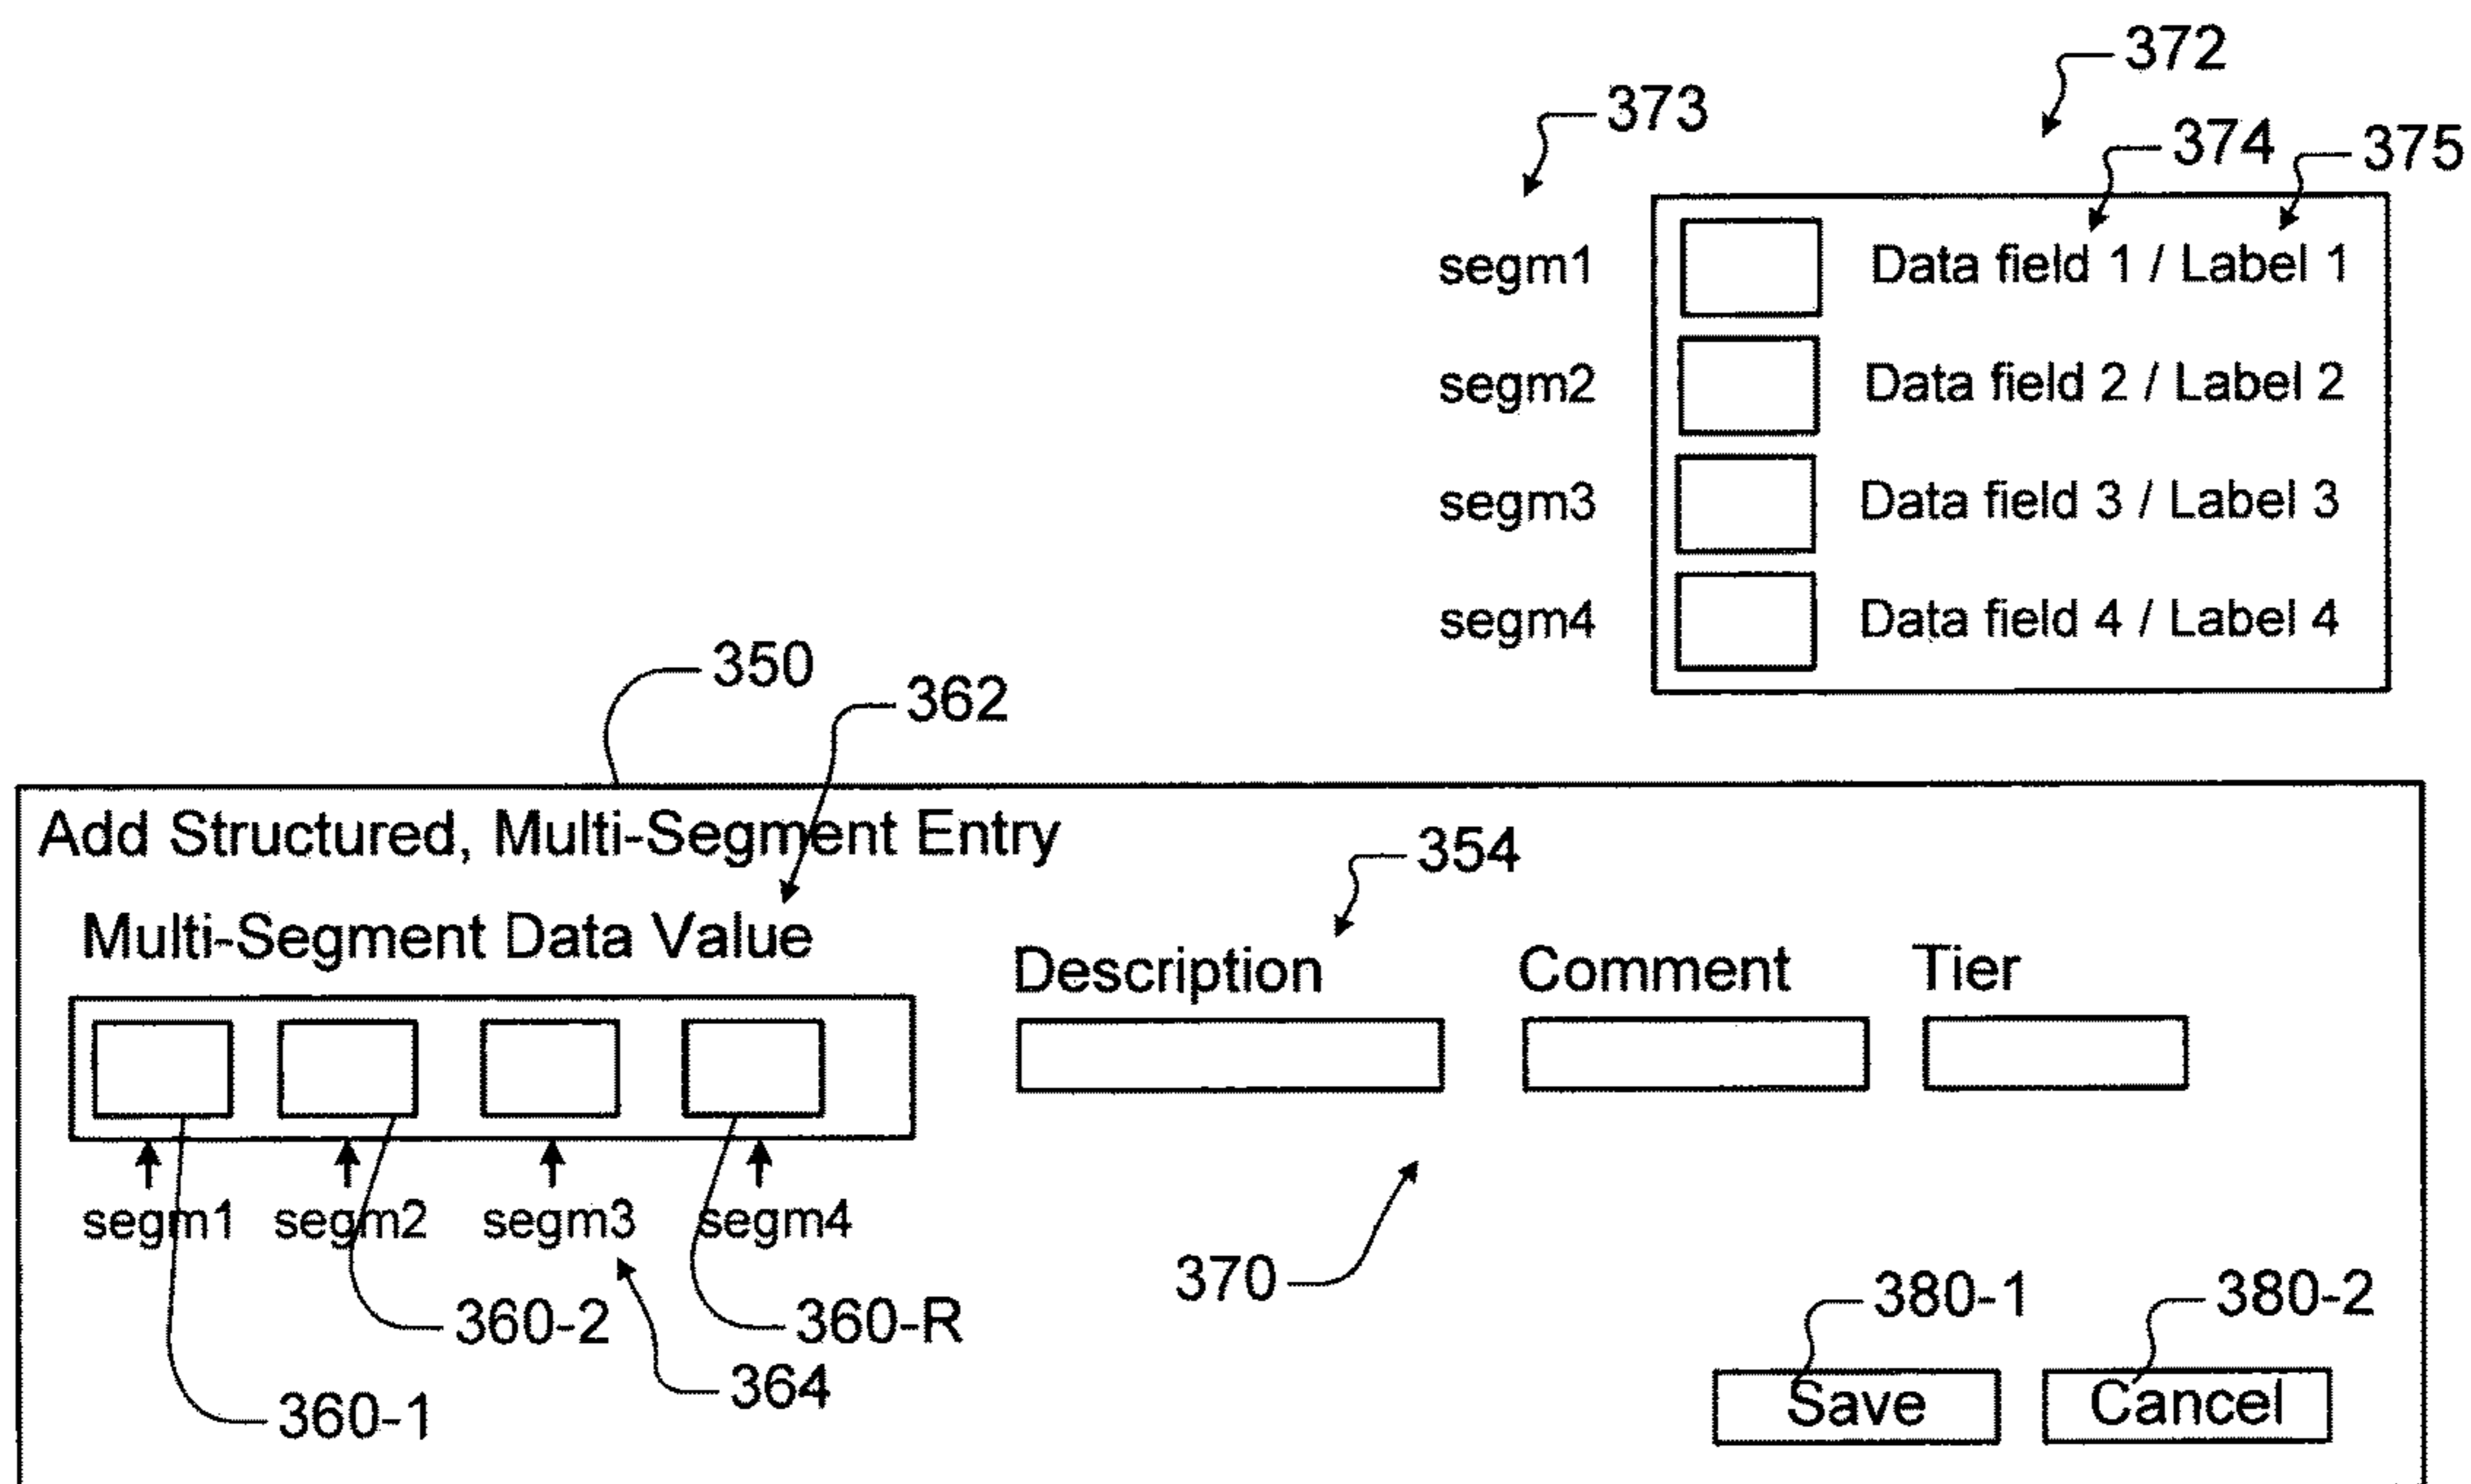 372
373
374 375
segm1 Data field 1 / Label 1
segm2 Data field 2 / Label 2
segm3 Data field 3 / Label 3
segm4 Data field 4 / Label 4
350
362
Add Structured, Multi-Segment Entry
354
Multi-Segment Data Value
Description Comment Tier
segm1 segm2 segm3 segm4
370
380-1 380-2
360-2 360-R
364
360-1
Save Cancel